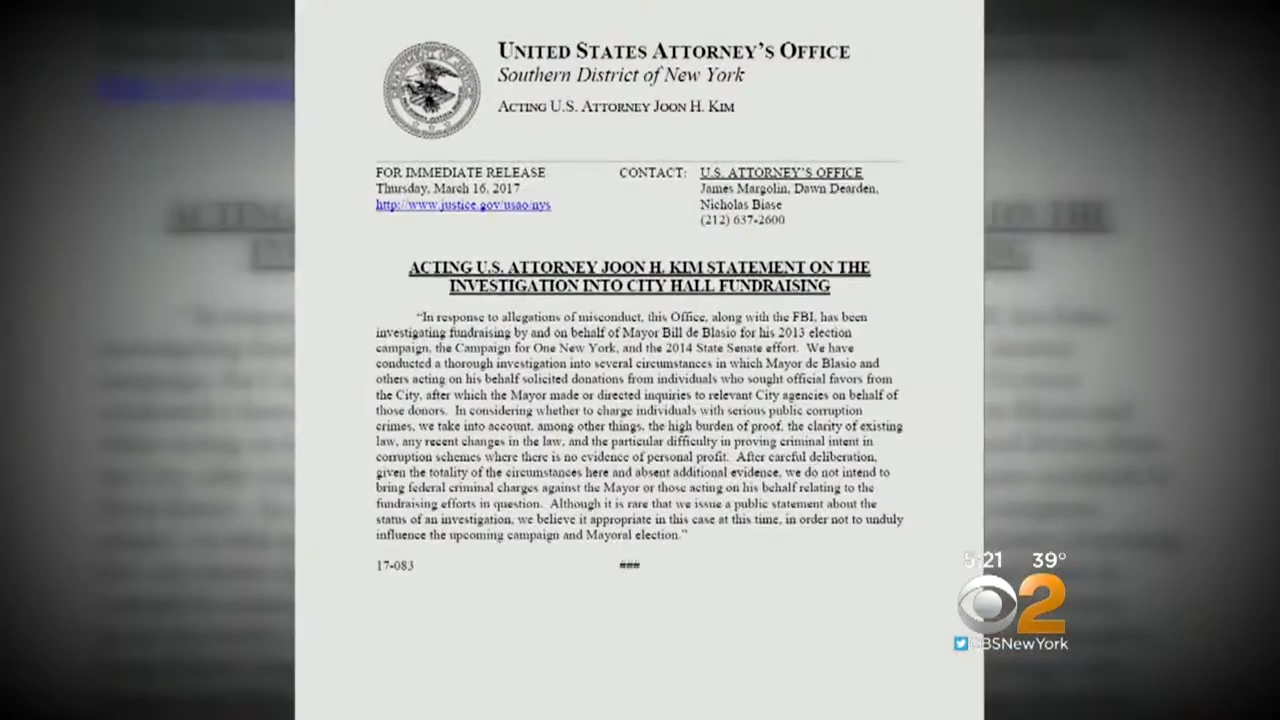 UNITED STATES ATTORNEY'S OFFICE
Southern District of New York
ACTING U.S. ATTORNEY JOON H. KIM
FOR IMMEDIATE RELEASE
Thursday, March 16, 2017
http://www.justice.gov/usao/nys
CONTACT: U.S. ATTORNEY'S OFFICE
James Margolin, Dawn Dearden,
Nicholas Biase
(212) 637-2600
ACTING U.S. ATTORNEY JOON H. KIM STATEMENT ON THE
INVESTIGATION INTO CITY HALL FUNDRAISING
"In response to allegations of misconduct, this Office, along with the FBI, has been
investigating fundraising by and on behalf of Mayor Bill de Blasio for his 2013 election
campaign, the Campaign for One New York, and the 2014 State Senate effort. We have
conducted a thorough investigation into several circumstances in which Mayor de Blasio and
others acting on his behalf solicited donations from individuals who sought official favors from
the City, after which the Mayor made or directed inquiries to relevant City agencies on behalf of
those donors. In considering whether to charge individuals with serious public corruption
crimes, we take into account, among other things, the high burden of proof, the clarity of existing
law, any recent changes in the law, and the particular difficulty in proving criminal intent in
corruption schemes where there is no evidence of personal profit. After careful deliberation,
given the totality of the circumstances here and absent additional evidence, we do not intend to
bring federal criminal charges against the Mayor or those acting on his behalf relating to the
fundraising efforts in question. Although it is rare that we issue a public statement about the
status of an investigation, we believe it appropriate in this case at this time, in order not to unduly
influence the upcoming campaign and Mayoral election."
17-083 ###
5:21 39°
2
CBSNewYork